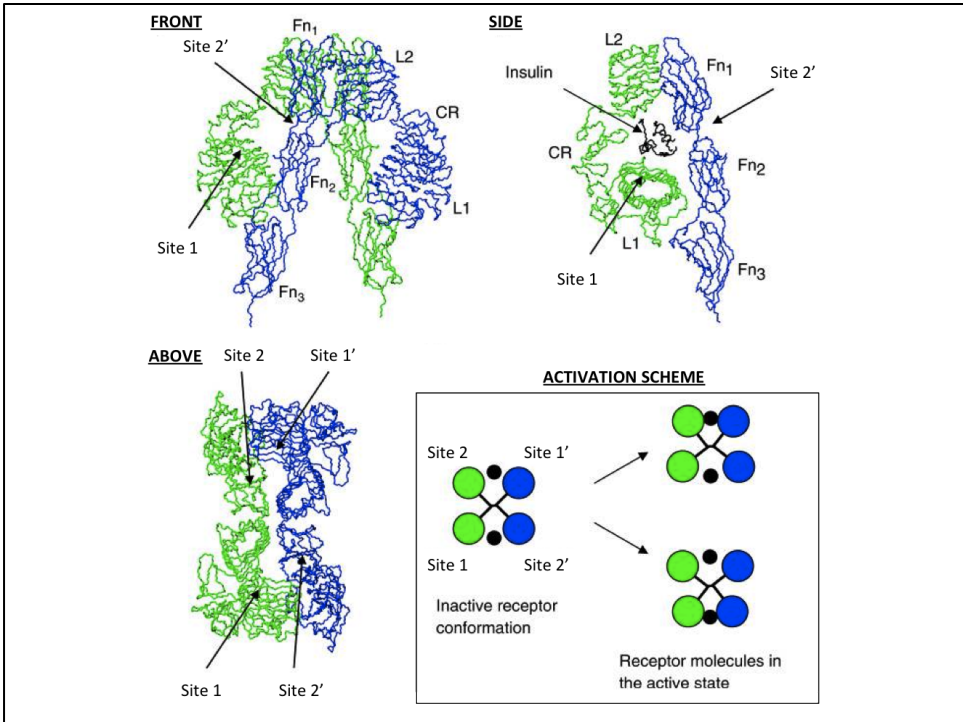 FRONT
Fn1
Site 2’
L2
CR
Fn2
L1
Site 1
Fn3
SIDE
L2
Fn1
Insulin
Site 2’
CR
Fn2
L1
Fn3
Site 1
ABOVE
Site 2
Site 1’
Site 1
Site 2’
ACTIVATION SCHEME
Site 2
Site 1’
Site 1
Site 2’
Inactive receptor
conformation
Receptor molecules in
the active state